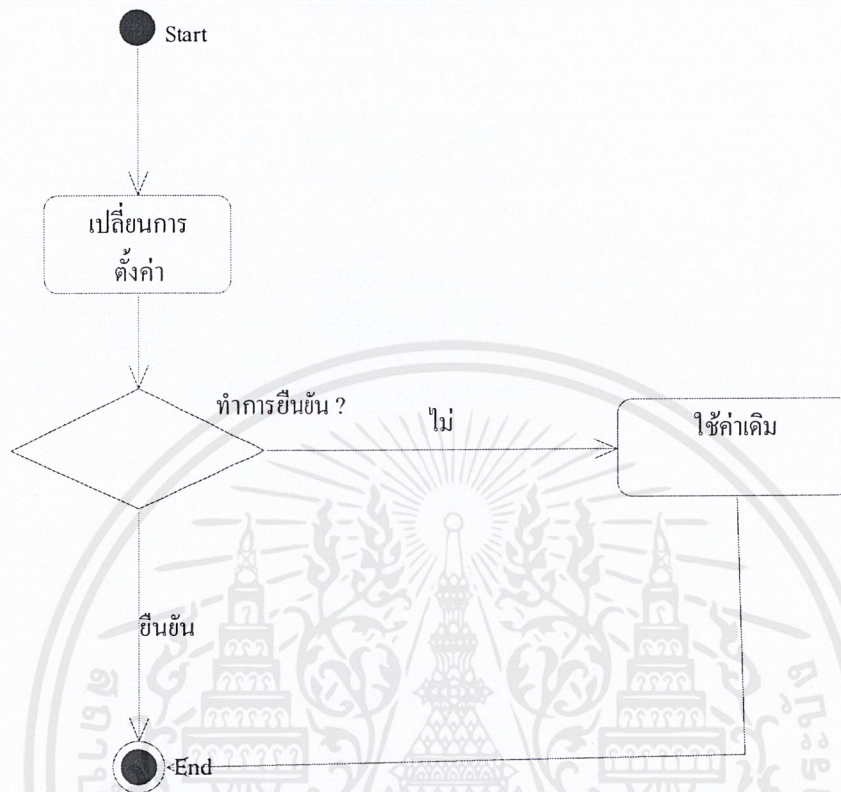 Start
เปลี่ยนการ
ตั้งค่า
ทำการยืนยัน ?
ไม่
ใช้ค่าเดิม
ยืนยัน
End